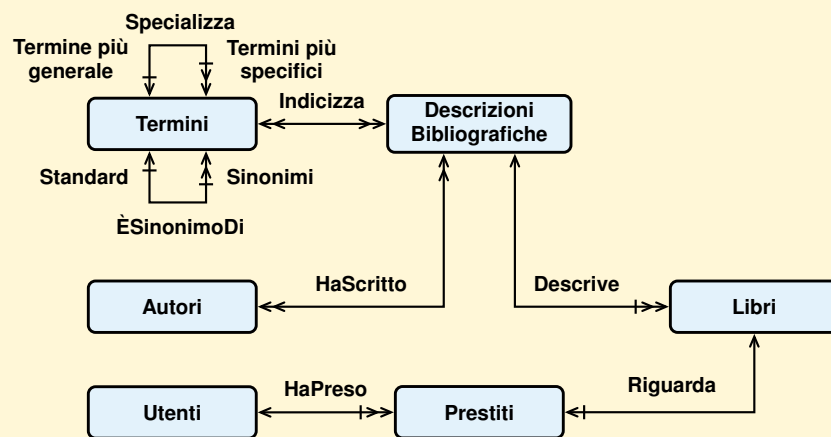 Specializza
Termine più
generale
Termini più
specifici
Termini
Indicizza
Descrizioni
Bibliografiche
Standard
Sinonimi
ÈSinonimoDi
Autori
HaScritto
Descrive
Libri
Utenti
HaPreso
Prestiti
Riguarda